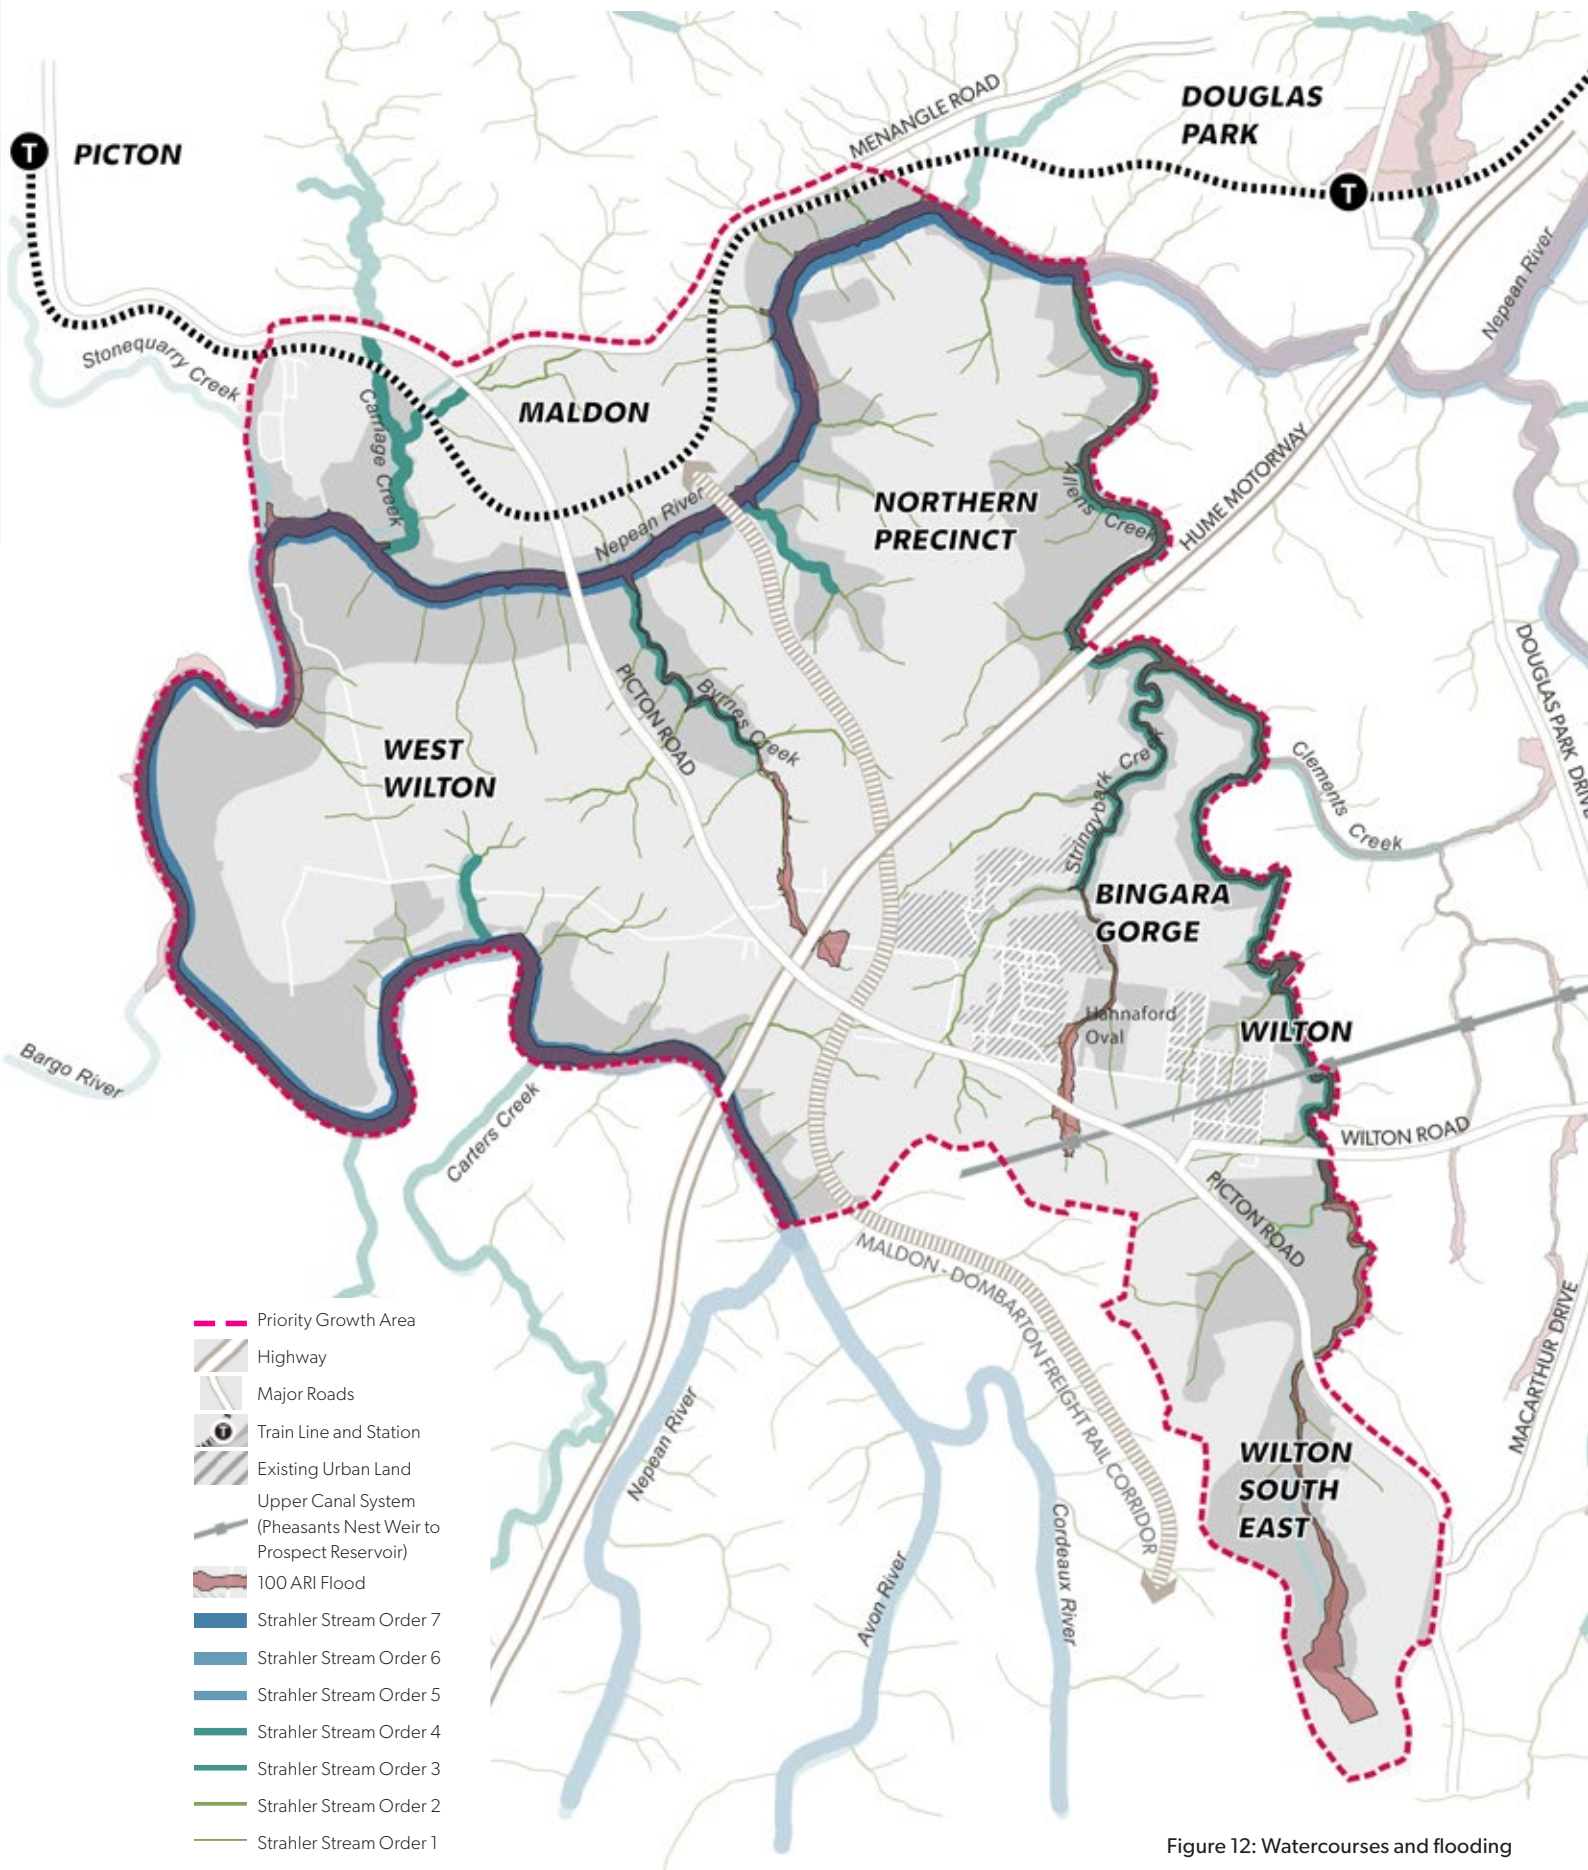 DOUGLAS
PARK
MENANGLE ROAD
T
PICTON
T
Nepean River
Stonequarry Creek
Carriage Creek
MALDON
Allens Creek
NORTHERN
PRECINCT
HUME MOTORWAY
Nepean River
DOUGLAS PARK DRIVE
PICTON ROAD
Byrnes Creek
WEST
WILTON
Stringybark Creek
Clements Creek
BINGARA
GORGE
Hannaford
Oval
WILTON
Bargo River
Carters Creek
WILTON ROAD
PICTON ROAD
MALDON - DOMBARTON FREIGHT RAIL CORRIDOR
MACARTHUR DRIVE
Nepean River
WILTON
SOUTH
EAST
Avon River
Cordeaux River
Priority Growth Area
Highway
Major Roads
T
Train Line and Station
Existing Urban Land
Upper Canal System
(Pheasants Nest Weir to
Prospect Reservoir)
100 ARI Flood
Strahler Stream Order 7
Strahler Stream Order 6
Strahler Stream Order 5
Strahler Stream Order 4
Strahler Stream Order 3
Strahler Stream Order 2
Strahler Stream Order 1
Figure 12: Watercourses and flooding